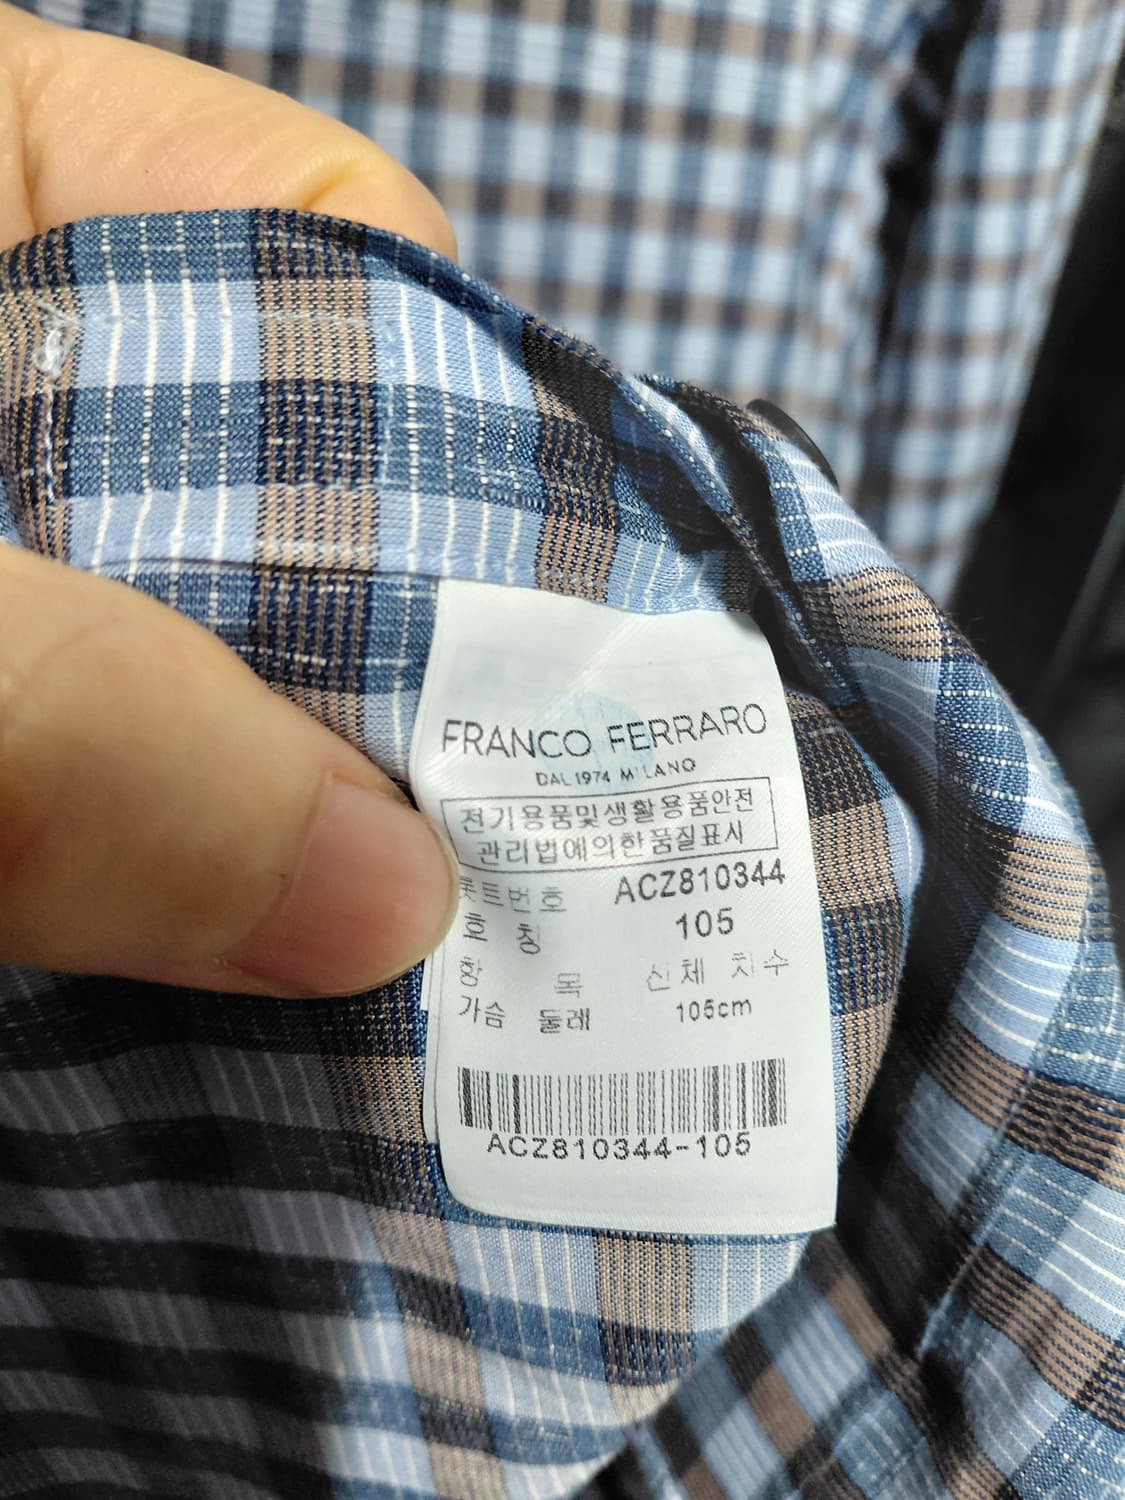 FRANCO FERRARO
DAL 1974 MILANO
전기용품및생활용품안전
관리법에의한품질표시
롯트번호 ACZ810344
호 칭 105
항 목 신체 치수
가슴 둘레 105cm
ACZ810344-105